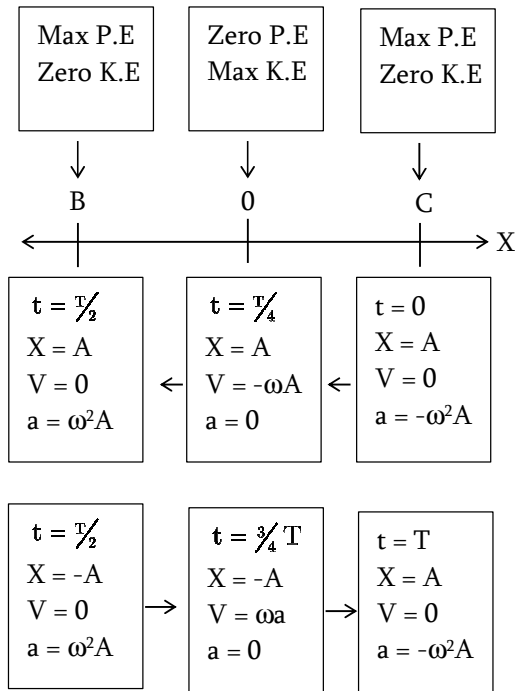 Max P.E
Zero K.E
Zero P.E
Max K.E
Max P.E
Zero K.E
B
0
C
X
t = T/2
X = A
V = 0
a = ω²A
t = T/4
X = A
V = -ωA
a = 0
t = 0
X = A
V = 0
a = -ω²A
t = T/2
X = -A
V = 0
a = ω²A
t = 3/4 T
X = -A
V = ωa
a = 0
t = T
X = A
V = 0
a = -ω²A